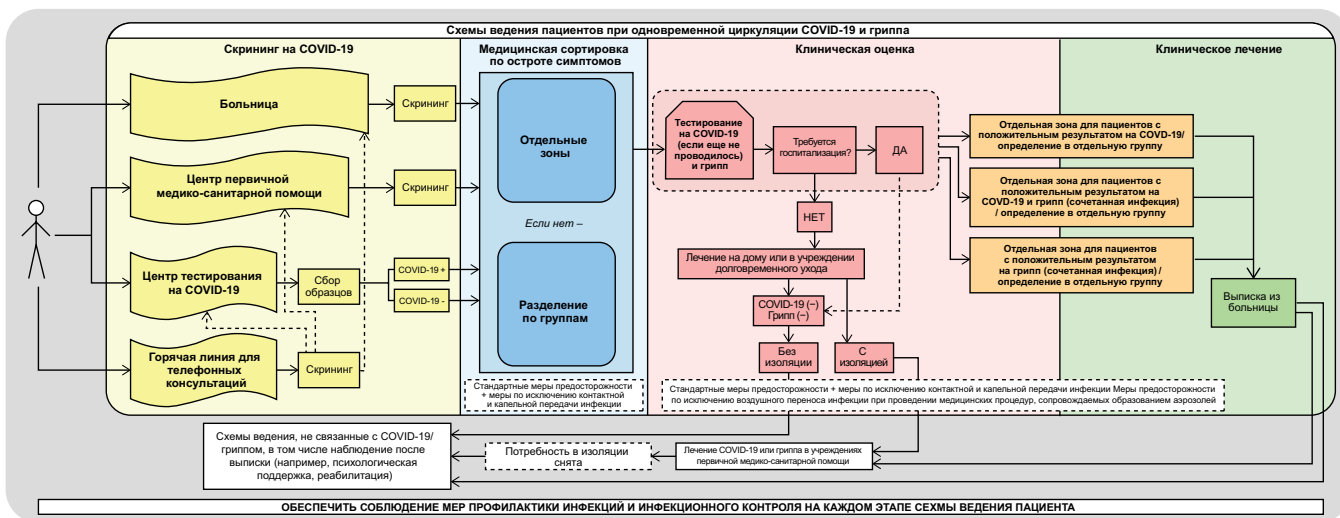 Схемы ведения пациентов при одновременной циркуляции COVID-19 и гриппа
Скрининг на COVID-19
Больница
Скрининг
Центр первичной
медико-санитарной помощи
Скрининг
Центр тестирования
на COVID-19
Сбор
образцов
COVID-19 +
COVID-19 -
Горячая линия для
телефонных
консультаций
Скрининг
Медицинская сортировка
по остроте симптомов
Отдельные
зоны
Если нет –
Разделение
по группам
Стандартные меры предосторожности
+ меры по исключению контактной
и капельной передачи инфекции
Клиническая оценка
Тестирование
на COVID-19
(если еще не
проводилось) и
грипп
Требуется
госпитализация?
ДА
НЕТ
Лечение на дому или в учреждении
долговременного ухода
COVID-19 (–)
Грипп (–)
Без
изоляции
С
изоляцией
Стандартные меры предосторожности + меры по исключению контактной и капельной передачи инфекции Меры предосторожности
по исключению воздушного переноса инфекции при проведении медицинских процедур, сопровождаемых образованием аэрозолей
Клиническое лечение
Отдельная зона для пациентов с
положительным результатом на COVD-19/
определение в отдельную группу
Отдельная зона для пациентов с
положительным результатом на
COVD-19 и грипп (сочетанная инфекция)
/ определение в отдельную группу
Отдельная зона для пациентов
с положительным результатом
на грипп (сочетанная инфекция)/
определение в отдельную группу
Выписка из
больницы
Схемы ведения, не связанные с COVID-19/
гриппом, в том числе наблюдение после
выписки (например, психологическая
поддержка, реабилитация)
Потребность в изоляции
снята
Лечение COVID-19 или гриппа в учреждениях
первичной медико-санитарной помощи
ОБЕСПЕЧИТЬ СОБЛЮДЕНИЕ МЕР ПРОФИЛАКТИКИ ИНФЕКЦИЙ И ИНФЕКЦИОННОГО КОНТРОЛЯ НА КАЖДОМ ЭТАПЕ СЕХМЫ ВЕДЕНИЯ ПАЦИЕНТА